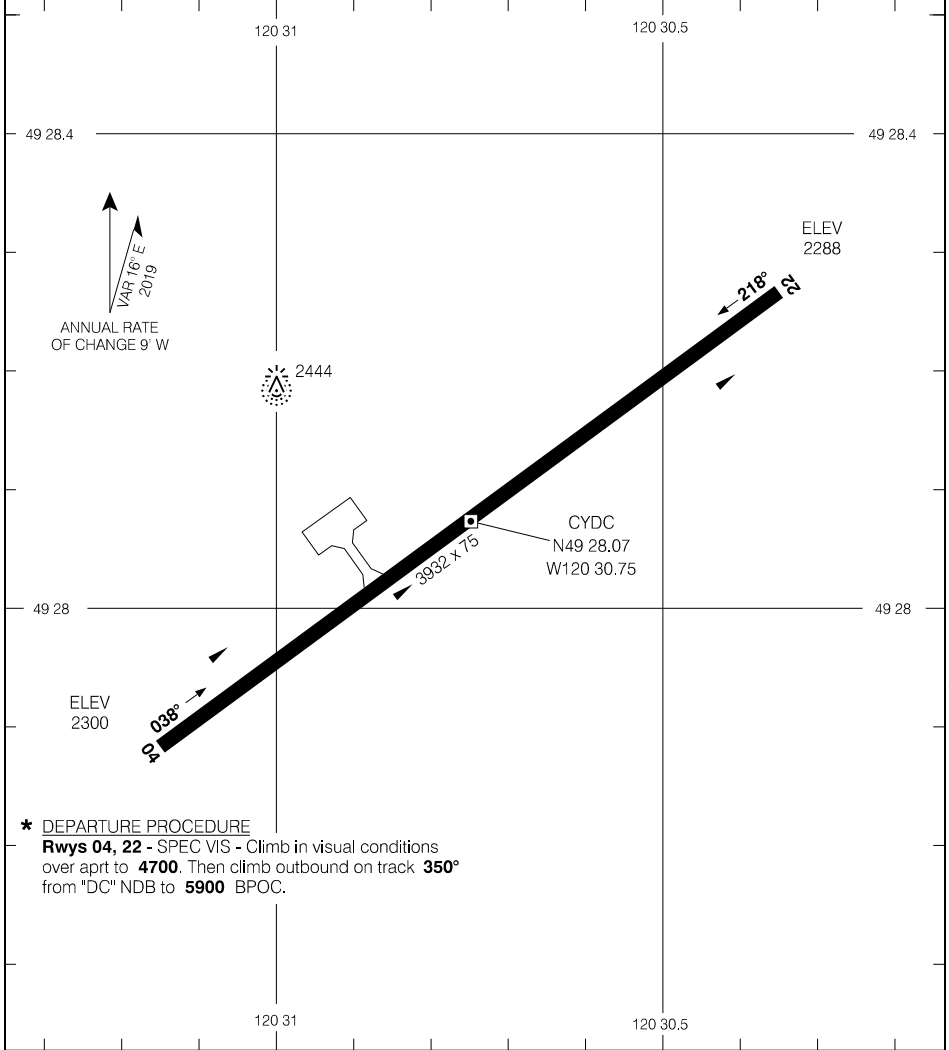 120 31
120 30.5
49 28.4
49 28.4
VAR 16° E
2019
ANNUAL RATE
OF CHANGE 9' W
ELEV
2288
218°
22
2444
CYDC
N49 28.07
W120 30.75
3932 x 75
49 28
49 28
ELEV
2300
038°
04
* DEPARTURE PROCEDURE
Rwys 04, 22 - SPEC VIS - Climb in visual conditions
over aprt to 4700. Then climb outbound on track 350°
from "DC" NDB to 5900 BPOC.
120 31
120 30.5